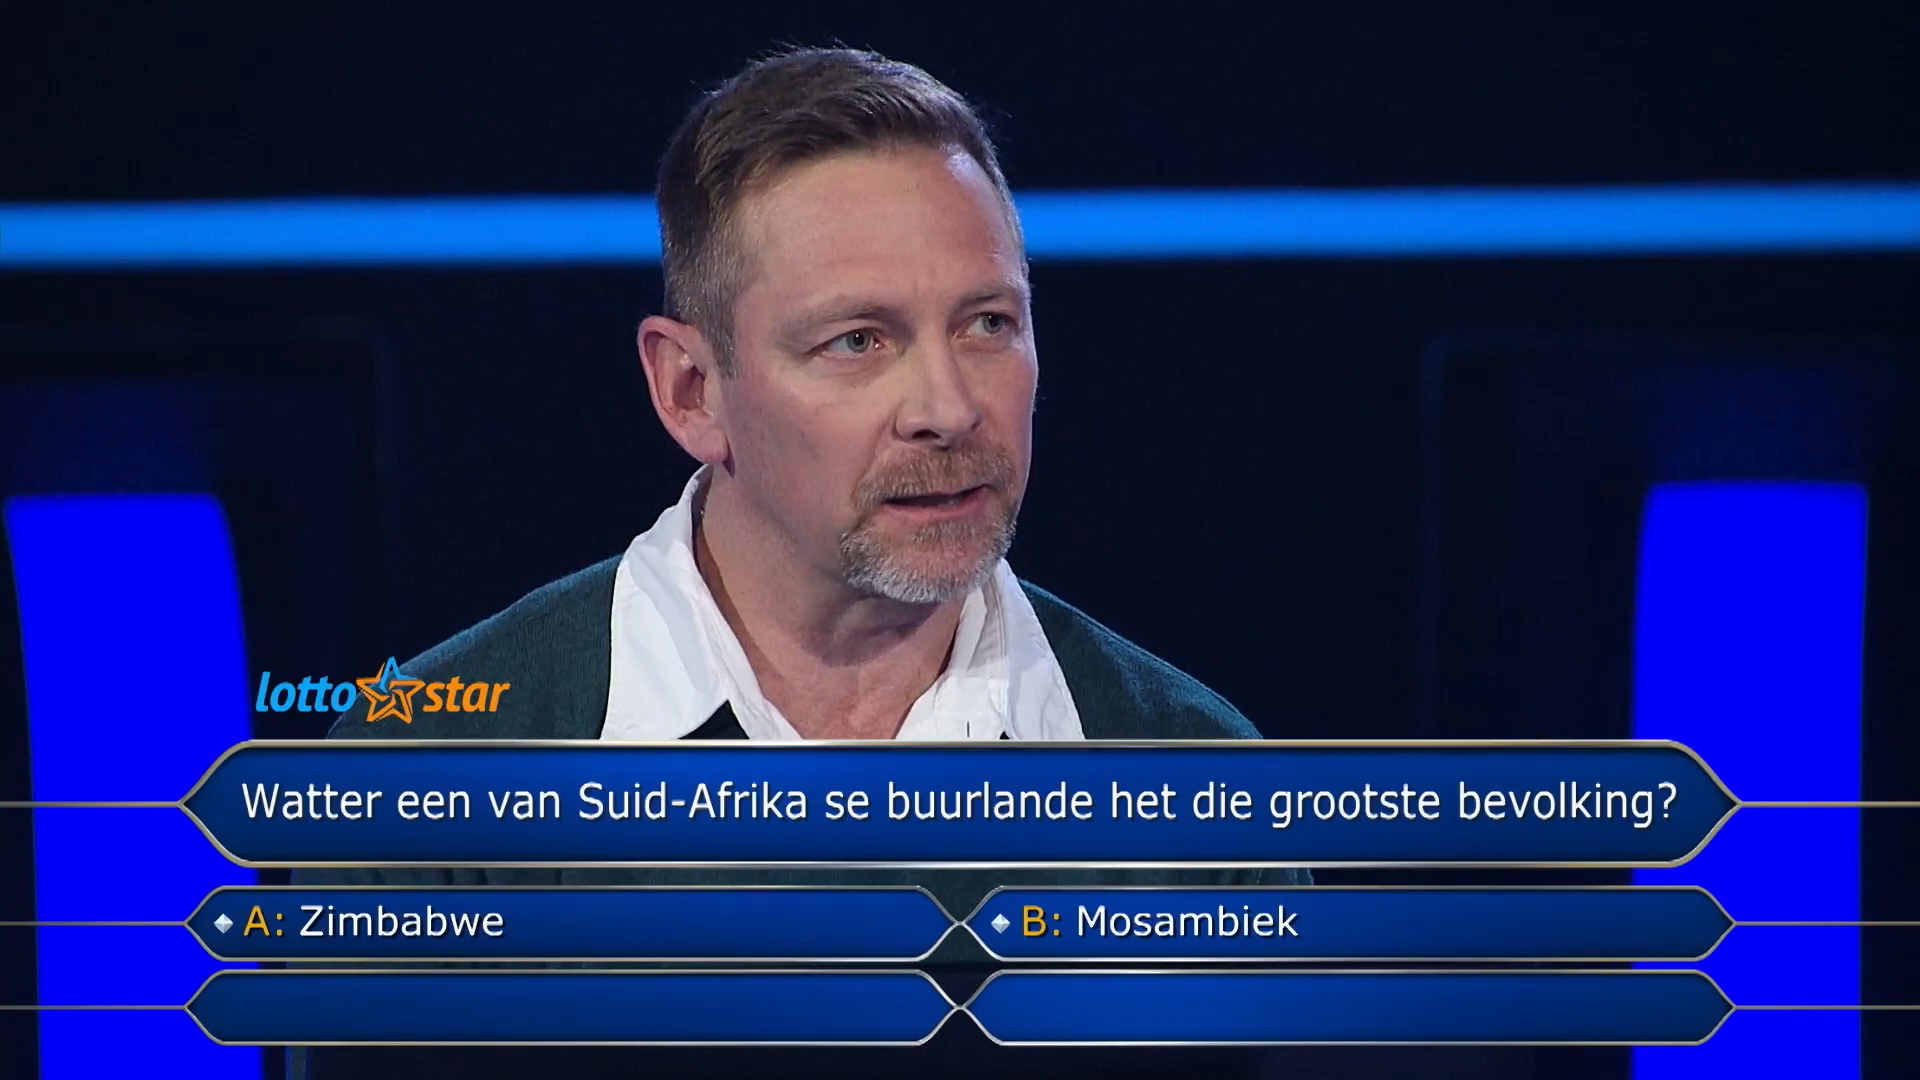 lotto star
Watter een van Suid-Afrika se buurlande het die grootste bevolking?
A: Zimbabwe
B: Mosambiek